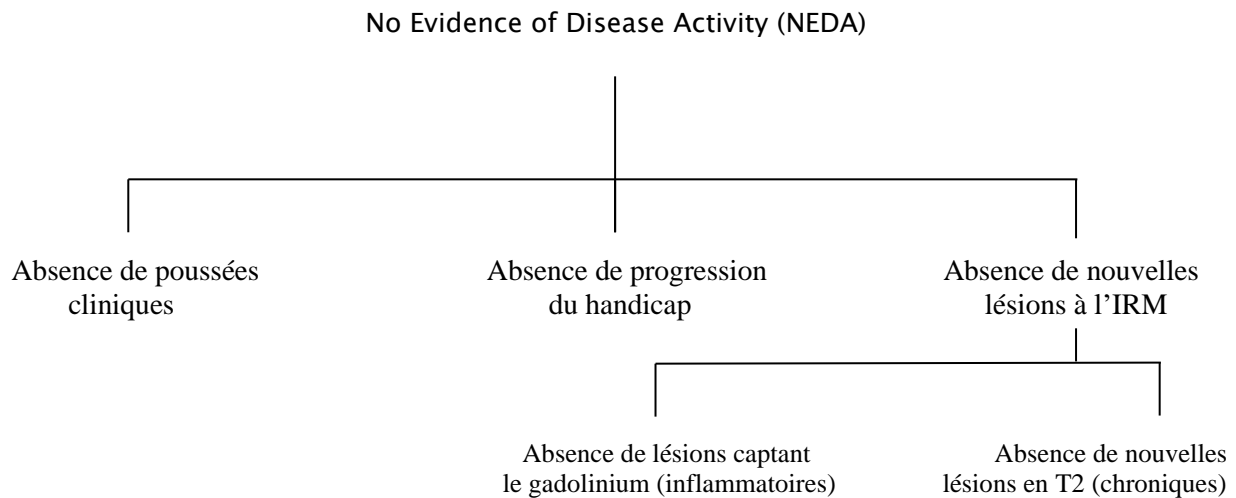 No Evidence of Disease Activity (NEDA)
Absence de poussées
cliniques
Absence de progression
du handicap
Absence de nouvelles
lésions à l’IRM
Absence de lésions captant
le gadolinium (inflammatoires)
Absence de nouvelles
lésions en T2 (chroniques)